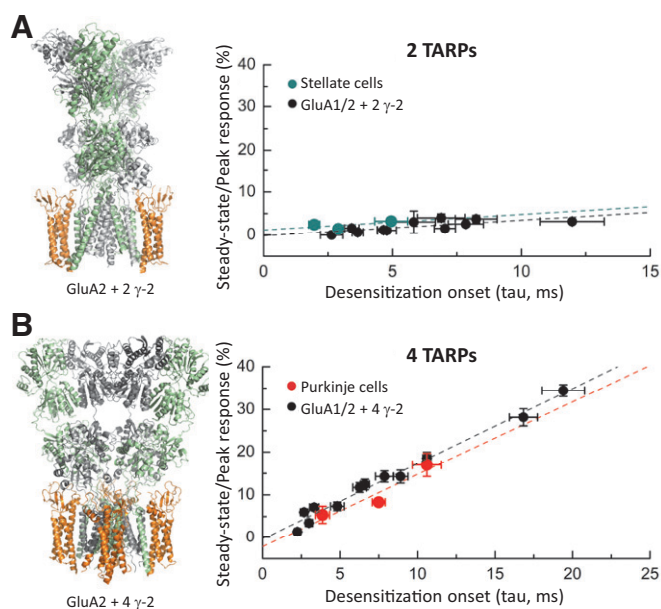 A
2 TARPs
Steady-state/Peak response (%)
40
30
20
10
0
Stellate cells
GluA1/2 + 2 γ-2
0
5
10
15
Desensitization onset (tau, ms)
GluA2 + 2 γ-2
B
4 TARPs
Steady-state/Peak response (%)
40
30
20
10
0
Purkinje cells
GluA1/2 + 4 γ-2
0
5
10
15
20
25
Desensitization onset (tau, ms)
GluA2 + 4 γ-2